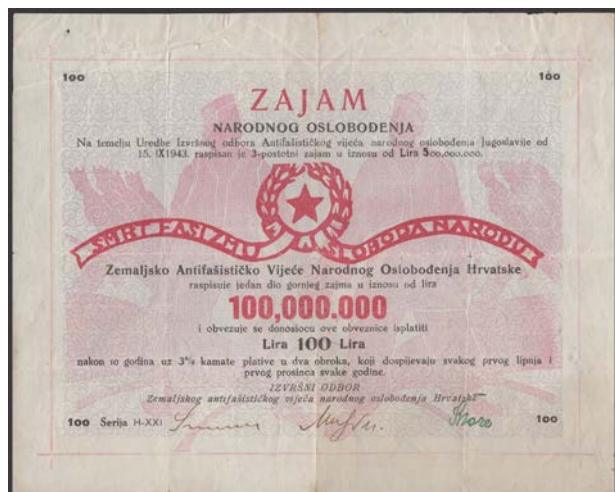 100 100
ZAJAM
NARODNOG OSLOBOĐENJA
Na temelju Uredbe Izvršnog odbora Antifašističkog vijeća narodnog oslobođenja Jugoslavije od
15. IX 1943. raspisan je 3-postotni zajam u iznosu od Lira 500,000.000.
SMRT FAŠIZMU SLOBODA NARODU
Zemaljsko Antifašističko Vijeće Narodnog Oslobođenja Hrvatske
raspisuje jedan dio gornjeg zajma u iznosu od lira
100,000.000
i obvezuje se donosiocu ove obveznice isplatiti
Lira 100 Lira
nakon 10 godina uz 3% kamate plative u dva obroka, koji dospijevaju svakog prvog lipnja i
prvog prosinca svake godine.
IZVRŠNI ODBOR
Zemaljskog antifašističkog vijeća narodnog oslobođenja Hrvatske
100 Serija H-XXI 100